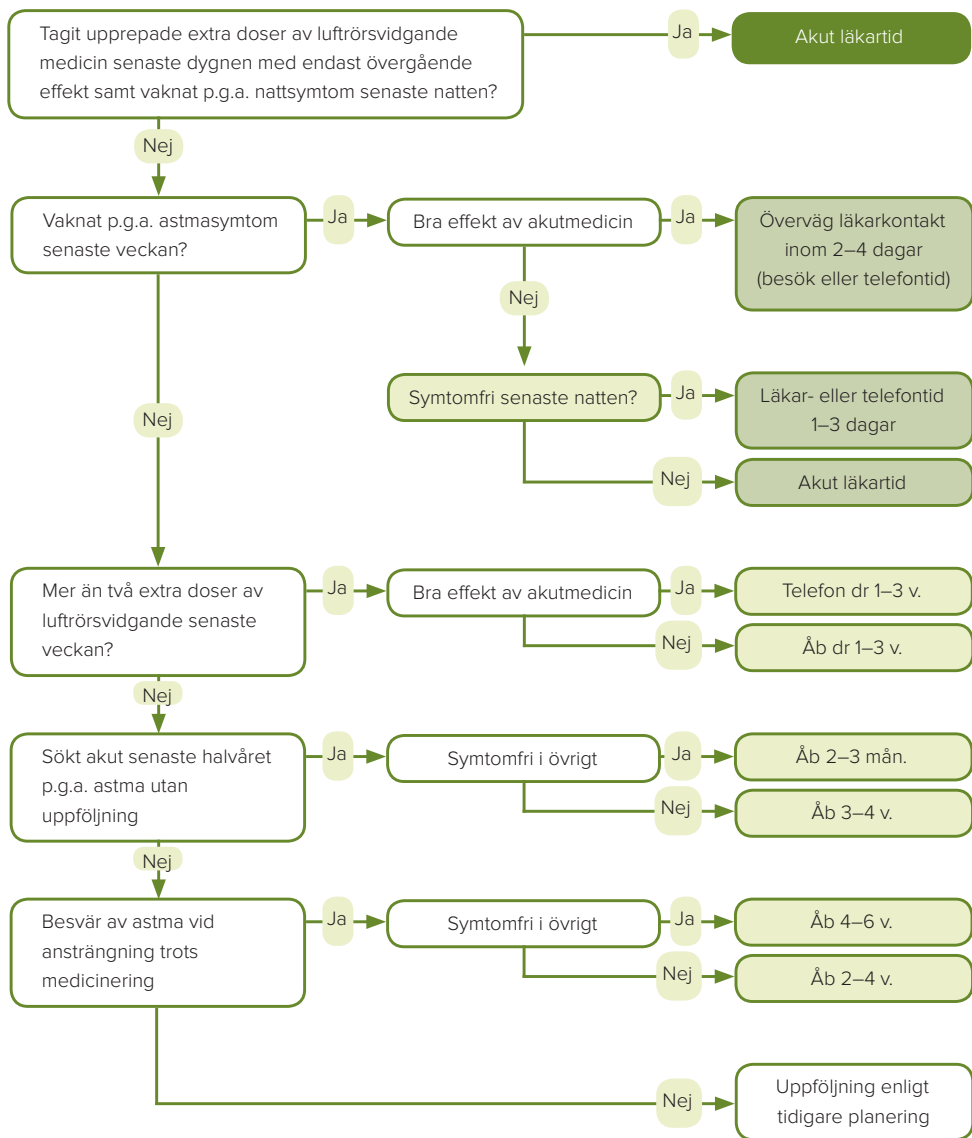 Tagit upprepade extra doser av luftrörsvidgande
medicin senaste dygnen med endast övergående
effekt samt vaknat p.g.a. nattsymtom senaste natten?
Ja
Akut läkartid
Nej
Vaknat p.g.a. astmasymtom
senaste veckan?
Ja
Bra effekt av akutmedicin
Ja
Överväg läkarkontakt
inom 2–4 dagar
(besök eller telefontid)
Nej
Symtomfri senaste natten?
Ja
Läkar- eller telefontid
1–3 dagar
Nej
Akut läkartid
Nej
Mer än två extra doser av
luftrörsvidgande senaste
veckan?
Ja
Bra effekt av akutmedicin
Ja
Telefon dr 1–3 v.
Nej
Åb dr 1–3 v.
Nej
Sökt akut senaste halvåret
p.g.a. astma utan
uppföljning
Ja
Symtomfri i övrigt
Ja
Åb 2–3 mån.
Nej
Åb 3–4 v.
Nej
Besvär av astma vid
ansträngning trots
medicinering
Ja
Symtomfri i övrigt
Ja
Åb 4–6 v.
Nej
Åb 2–4 v.
Nej
Uppföljning enligt
tidigare planering